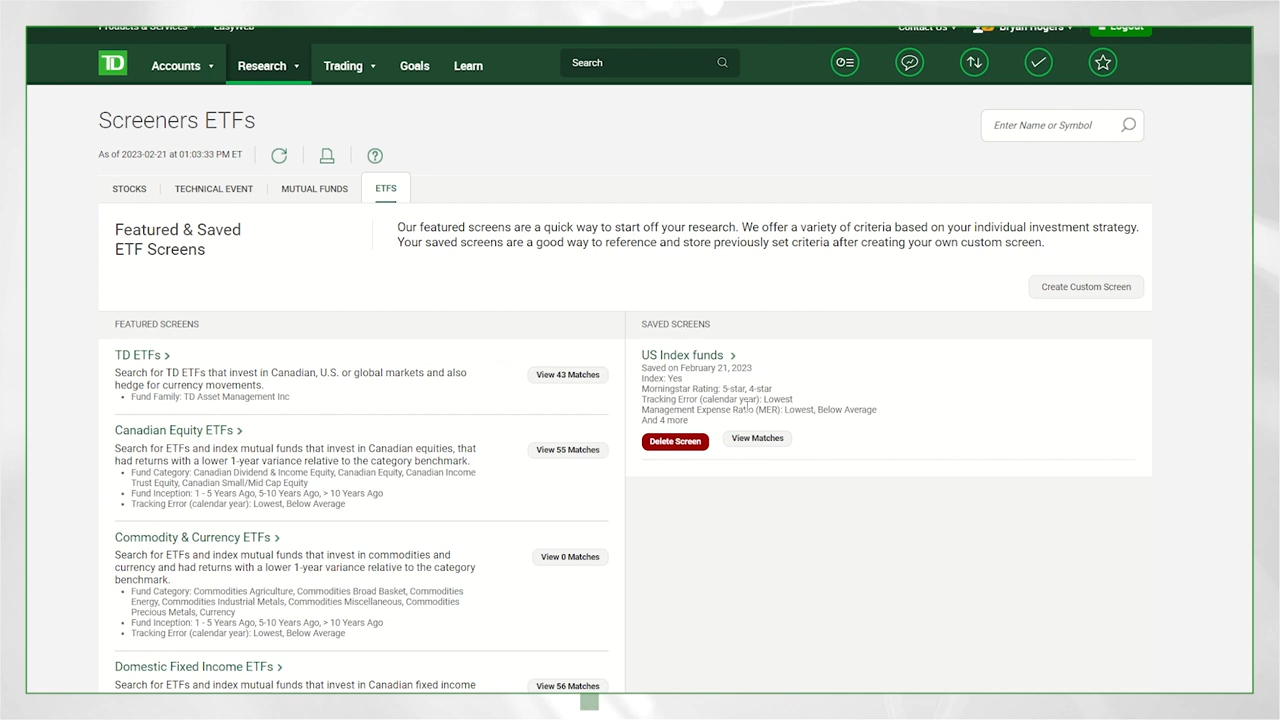 Products & Services EasyWeb Contact Us Bryan Rogers Logout
TD Accounts Research Trading Goals Learn Search
Screeners ETFs
Enter Name or Symbol
As of 2023-02-21 at 01:03:33 PM ET
STOCKS TECHNICAL EVENT MUTUAL FUNDS ETFS
Featured & Saved
ETF Screens
Our featured screens are a quick way to start off your research. We offer a variety of criteria based on your individual investment strategy.
Your saved screens are a good way to reference and store previously set criteria after creating your own custom screen.
Create Custom Screen
FEATURED SCREENS
TD ETFs
Search for TD ETFs that invest in Canadian, U.S. or global markets and also
hedge for currency movements.
Fund Family: TD Asset Management Inc
View 43 Matches
Canadian Equity ETFs
Search for ETFs and index mutual funds that invest in Canadian equities, that
had returns with a lower 1-year variance relative to the category benchmark.
Fund Category: Canadian Dividend & Income Equity, Canadian Equity, Canadian Income
Trust Equity, Canadian Small/Mid Cap Equity
Fund Inception: 1 - 5 Years Ago, 5-10 Years Ago, > 10 Years Ago
Tracking Error (calendar year): Lowest, Below Average
View 55 Matches
Commodity & Currency ETFs
Search for ETFs and index mutual funds that invest in commodities and
currency and had returns with a lower 1-year variance relative to the category
benchmark.
Fund Category: Commodities Agriculture, Commodities Broad Basket, Commodities
Energy, Commodities Industrial Metals, Commodities Miscellaneous, Commodities
Precious Metals, Currency
Fund Inception: 1 - 5 Years Ago, 5-10 Years Ago, > 10 Years Ago
Tracking Error (calendar year): Lowest, Below Average
View 0 Matches
Domestic Fixed Income ETFs
Search for ETFs and index mutual funds that invest in Canadian fixed income
View 56 Matches
SAVED SCREENS
US Index funds
Saved on February 21, 2023
Index: Yes
Morningstar Rating: 5-star, 4-star
Tracking Error (calendar year): Lowest
Management Expense Ratio (MER): Lowest, Below Average
And 4 more
Delete Screen View Matches